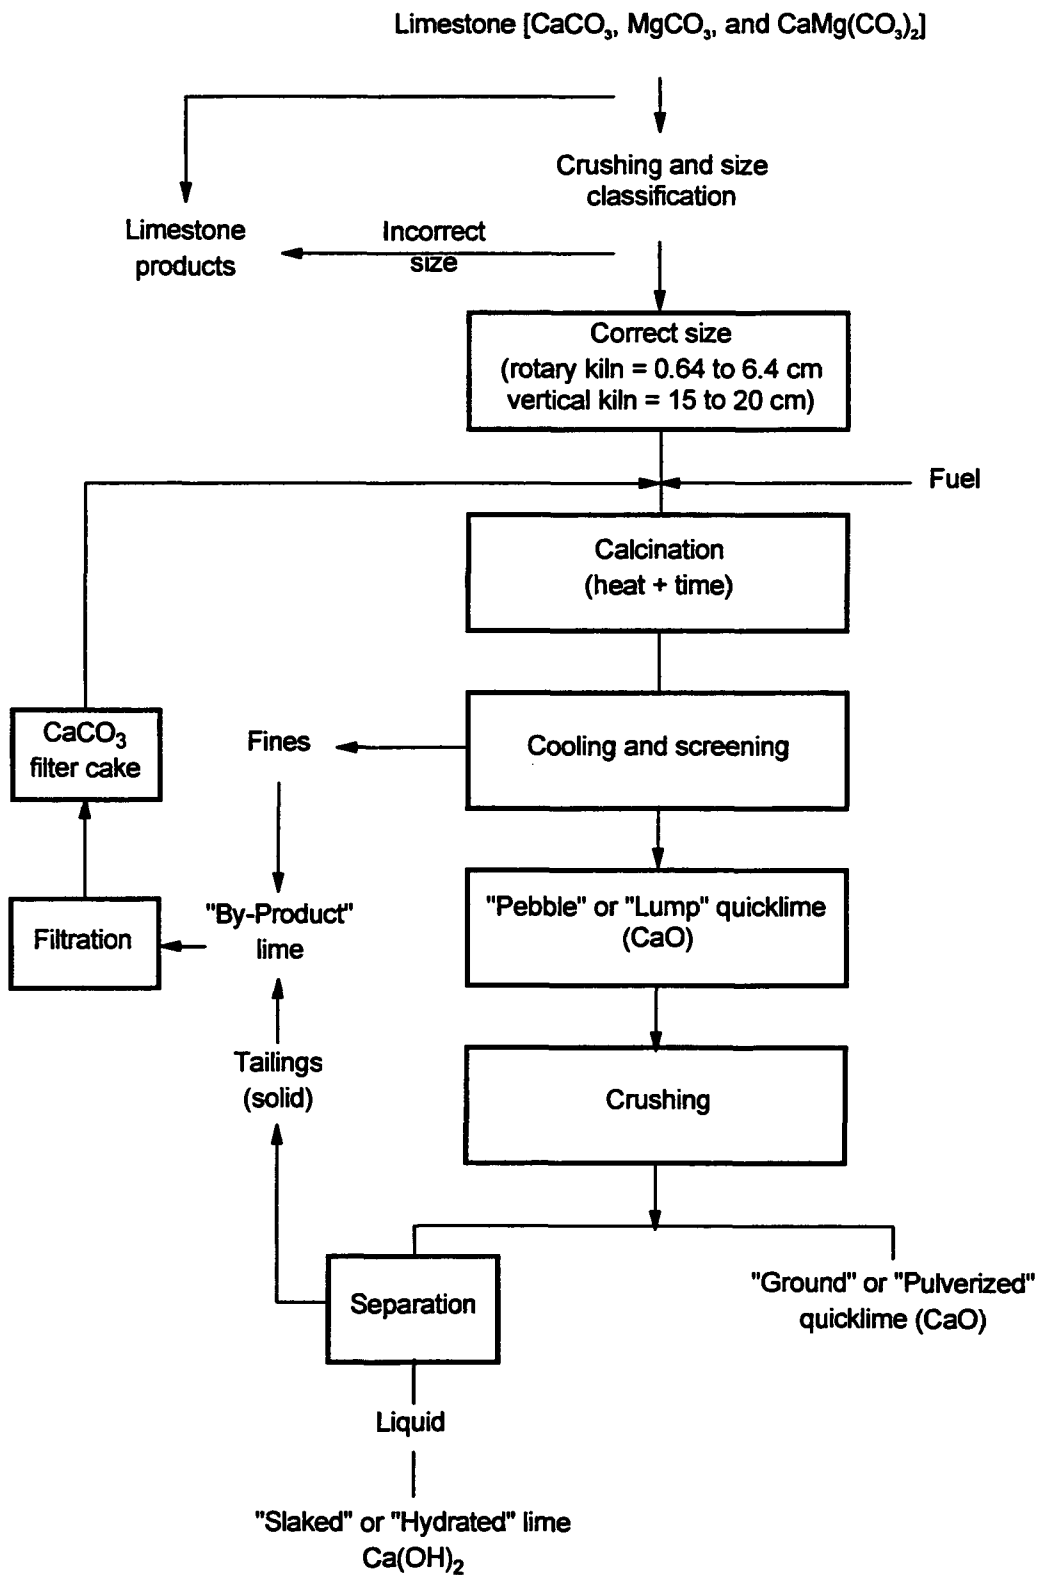 Limestone [CaCO₃, MgCO₃, and CaMg(CO₃)₂]
Crushing and size
classification
Limestone
products
Incorrect
size
Correct size
(rotary kiln = 0.64 to 6.4 cm
vertical kiln = 15 to 20 cm)
Fuel
Calcination
(heat + time)
CaCO₃
filter cake
Fines
Cooling and screening
Filtration
"By-Product"
lime
"Pebble" or "Lump" quicklime
(CaO)
Tailings
(solid)
Crushing
Separation
"Ground" or "Pulverized"
quicklime (CaO)
Liquid
"Slaked" or "Hydrated" lime
Ca(OH)₂